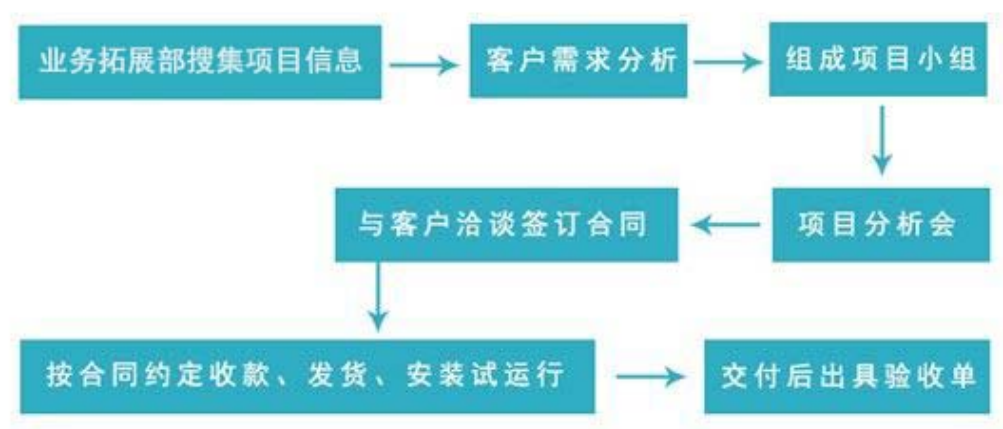 业务拓展部搜集项目信息
客户需求分析
组成项目小组
项目分析会
与客户洽谈签订合同
按合同约定收款、发货、安装试运行
交付后出具验收单